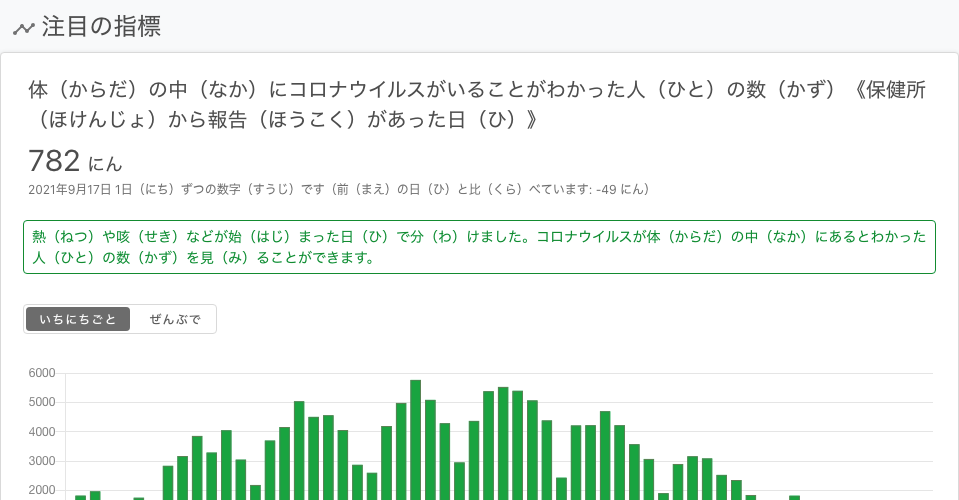 注目の指標
体（からだ）の中（なか）にコロナウイルスがいることがわかった人（ひと）の数（かず）《保健所
（ほけんじょ）から報告（ほうこく）があった日（ひ）》
782 にん
2021年9月17日 1日（にち）ずつの数字（すうじ）です（前（まえ）の日（ひ）と比（くら）べています: -49 にん）
熱（ねつ）や咳（せき）などが始（はじ）まった日（ひ）で分（わ）けました。コロナウイルスが体（からだ）の中（なか）にあるとわかった
人（ひと）の数（かず）を見（み）ることができます。
いちにちごと ぜんぶで
6000
5000
4000
3000
2000